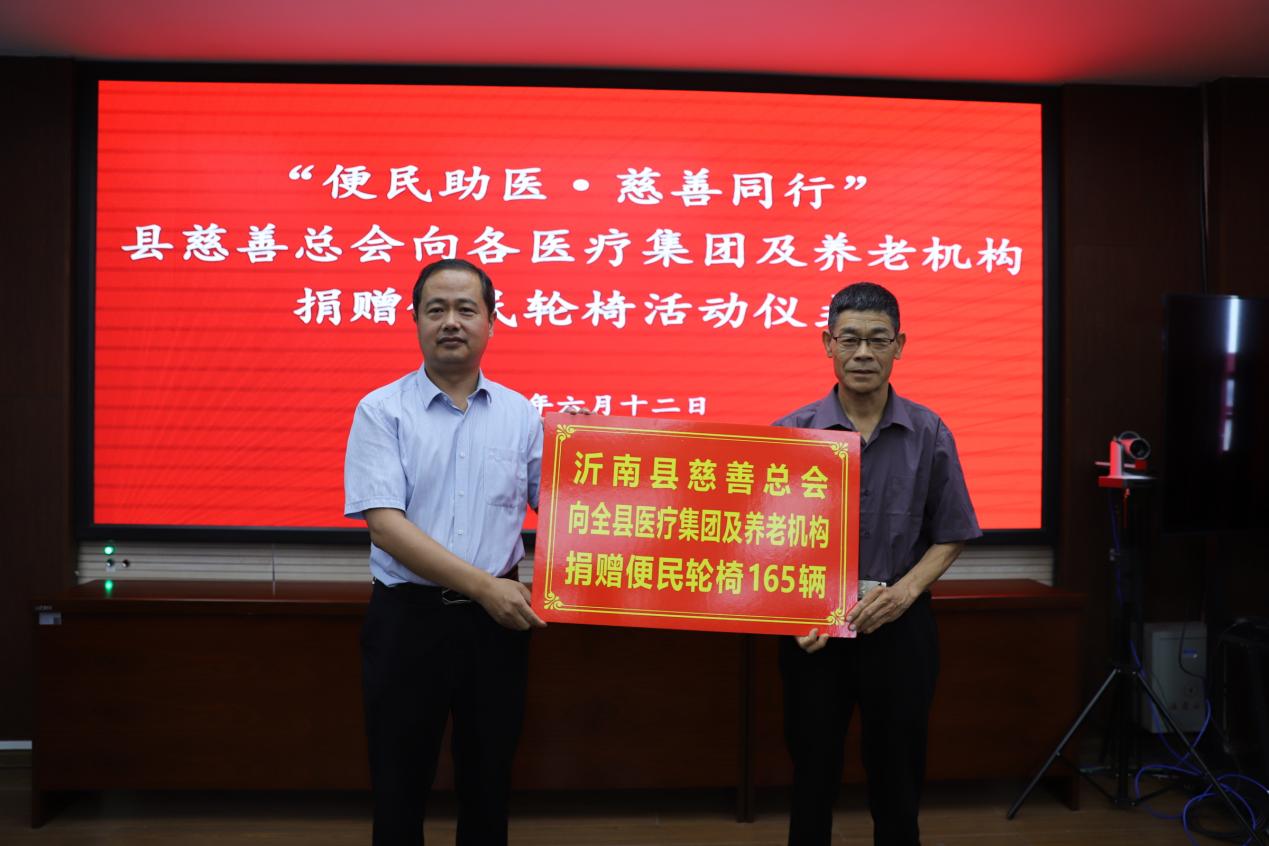 “便民助医·慈善同行”
县慈善总会向各医疗集团及养老机构
捐赠 民轮椅活动仪
年六月十二日
沂南县慈善总会
向全县医疗集团及养老机构
捐赠便民轮椅165辆